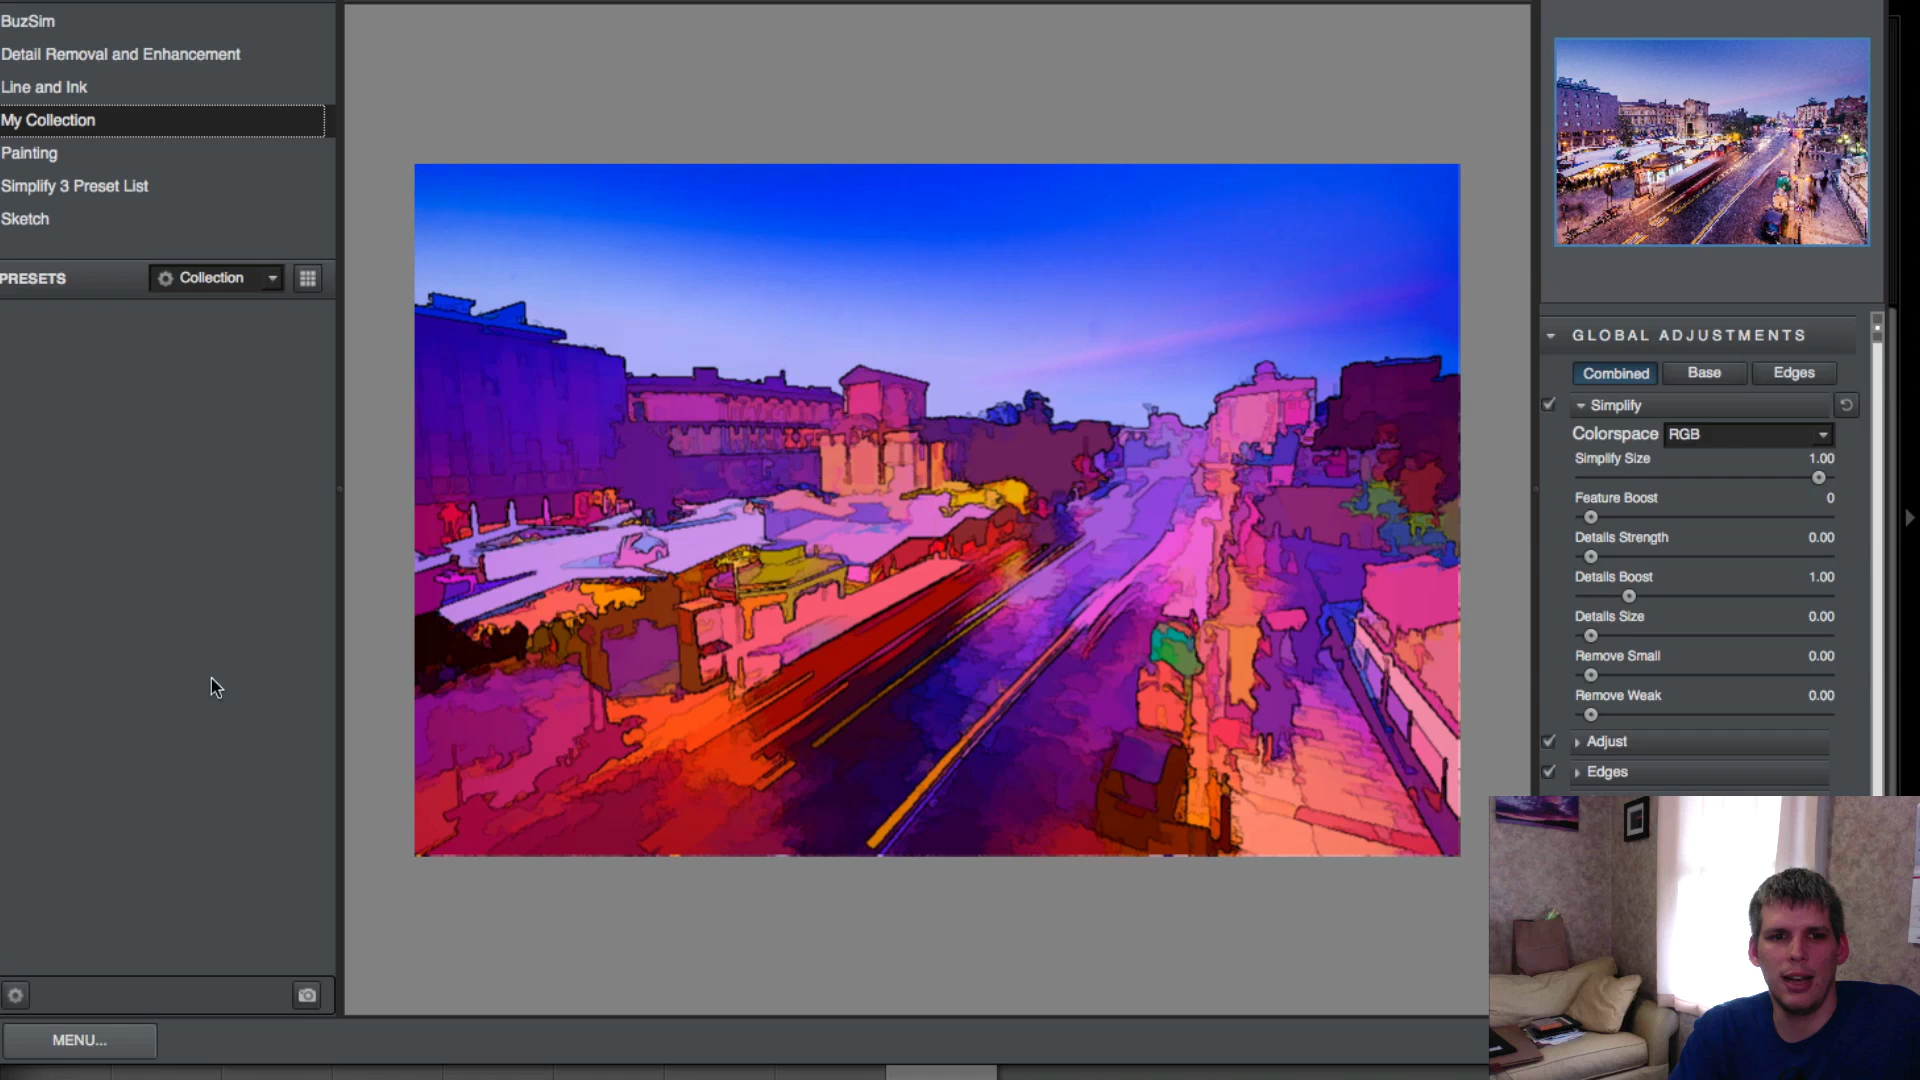 BuzSim
Detail Removal and Enhancement
Line and Ink
My Collection
Painting
Simplify 3 Preset List
Sketch
PRESETS
Collection
MENU...
GLOBAL ADJUSTMENTS
Combined Base Edges
Simplify
Colorspace RGB
Simplify Size 1.00
Feature Boost 0
Details Strength 0.00
Details Boost 1.00
Details Size 0.00
Remove Small 0.00
Remove Weak 0.00
Adjust
Edges